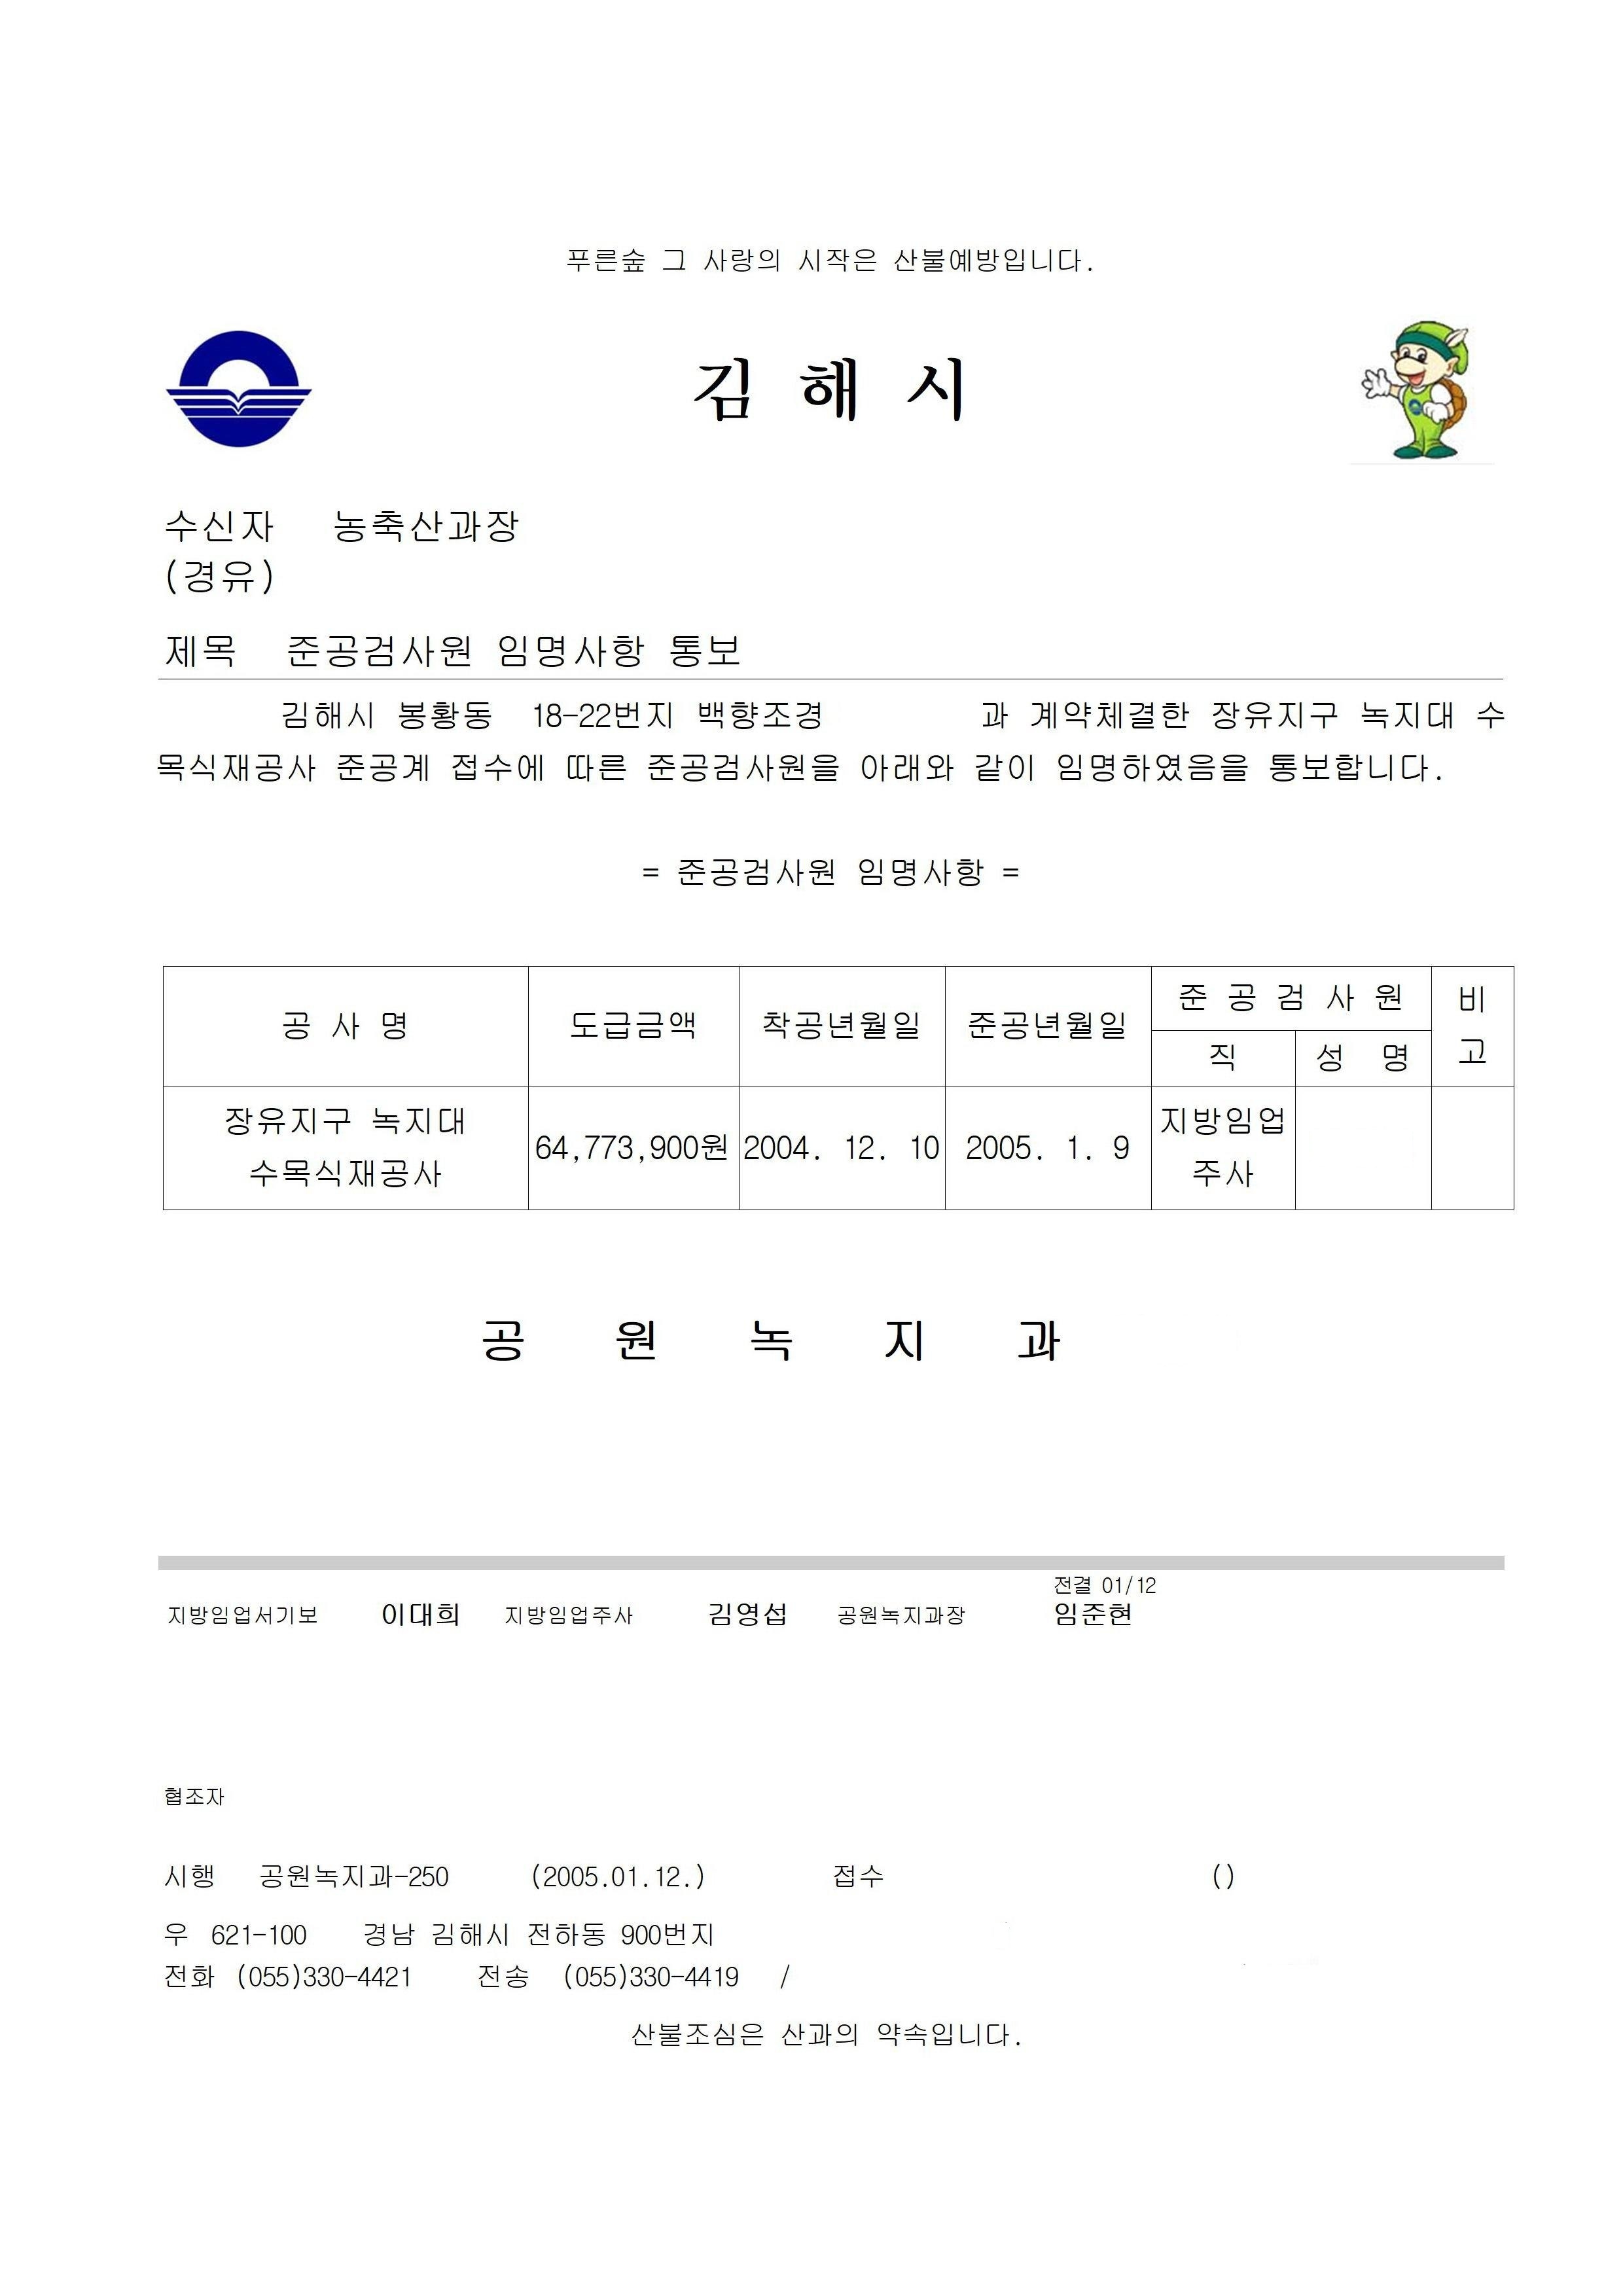 푸른숲 그 사랑의 시작은 산불예방입니다.
김 해 시
수신자 농축산과장
(경유)
제목 준공검사원 임명사항 통보
김해시 봉황동 18-22번지 백향조경 과 계약체결한 장유지구 녹지대 수
목식재공사 준공계 접수에 따른 준공검사원을 아래와 같이 임명하였음을 통보합니다.
= 준공검사원 임명사항 =
공 사 명 도급금액 착공년월일 준공년월일 준 공 검 사 원 비고
직 성 명
장유지구 녹지대 수목식재공사 64,773,900원 2004. 12. 10 2005. 1. 9 지방임업주사
공 원 녹 지 과
전결 01/12
지방임업서기보 이대희 지방임업주사 김영섭 공원녹지과장 임준현
협조자
시행 공원녹지과-250 (2005.01.12.) 접수 ()
우 621-100 경남 김해시 전하동 900번지
전화 (055)330-4421 전송 (055)330-4419 /
산불조심은 산과의 약속입니다.